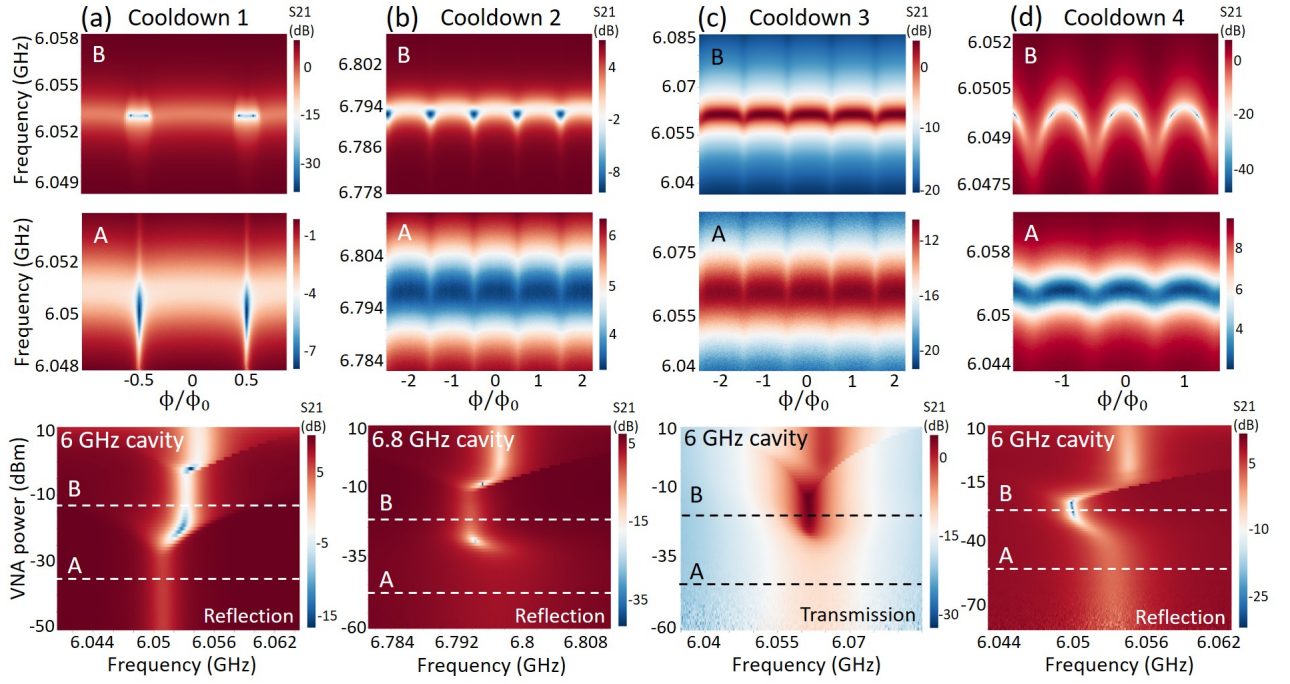 (a) Cooldown 1 S21 (dB)
(b) Cooldown 2 S21 (dB)
(c) Cooldown 3 S21 (dB)
(d) Cooldown 4 S21 (dB)
Frequency (GHz)
6.058
6.055
6.052
6.049
B
0
-15
-30
6.802
6.794
6.786
6.778
B
4
-2
-8
6.085
6.07
6.055
6.04
B
0
-10
-20
6.052
6.0505
6.049
6.0475
B
0
-20
-40
Frequency (GHz)
6.052
6.05
6.048
A
-1
-4
-7
-0.5 0 0.5
ϕ/ϕ0
6.804
6.794
6.784
A
6
5
4
-2 -1 0 1 2
ϕ/ϕ0
6.075
6.055
6.04
A
-12
-16
-20
-2 -1 0 1 2
ϕ/ϕ0
6.058
6.05
6.044
A
8
6
4
-1 0 1
ϕ/ϕ0
VNA power (dBm)
10
-10
-30
-50
6 GHz cavity
B
A
Reflection
S21
(dB)
5
-5
-15
6.044 6.05 6.056 6.062
Frequency (GHz)
10
-10
-35
-60
6.8 GHz cavity
B
A
Reflection
S21
(dB)
5
-15
-35
6.784 6.792 6.8 6.808
Frequency (GHz)
10
-10
-35
-60
6 GHz cavity
B
A
Transmission
S21
(dB)
0
-15
-30
6.04 6.055 6.07
Frequency (GHz)
10
-15
-40
-70
6 GHz cavity
B
A
Reflection
S21
(dB)
5
-10
-25
6.044 6.05 6.056 6.062
Frequency (GHz)